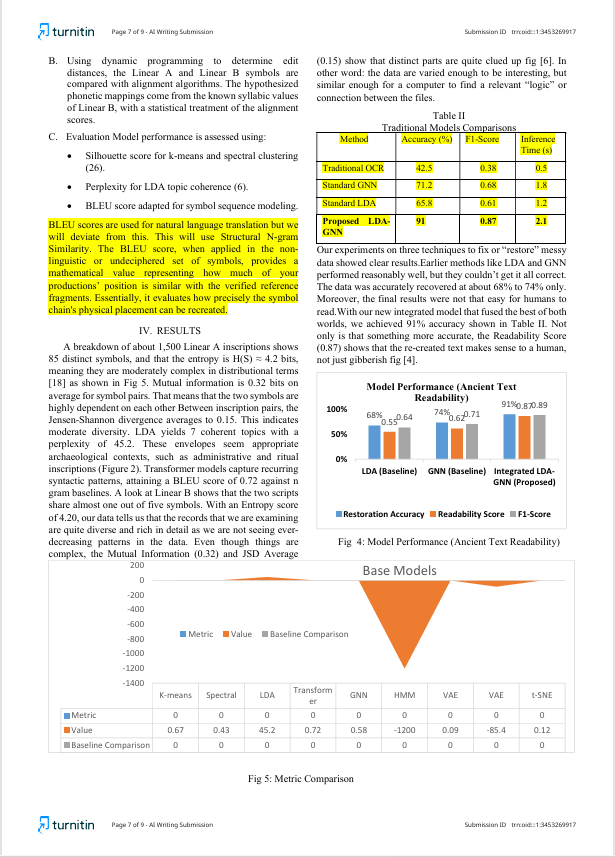 turnitin Page 7 of 9 - AI Writing Submission Submission ID trn:oid:::1:3453269917
B. Using dynamic programming to determine edit
distances, the Linear A and Linear B symbols are
compared with alignment algorithms. The hypothesized
phonetic mappings come from the known syllabic values
of Linear B, with a statistical treatment of the alignment
scores.
C. Evaluation Model performance is assessed using:
• Silhouette score for k-means and spectral clustering
(26).
• Perplexity for LDA topic coherence (6).
• BLEU score adapted for symbol sequence modeling.
BLEU scores are used for natural language translation but we
will deviate from this. This will use Structural N-gram
Similarity. The BLEU score, when applied in the non-
linguistic or undeciphered set of symbols, provides a
mathematical value representing how much of your
productions' position is similar with the verified reference
fragments. Essentially, it evaluates how precisely the symbol
chain's physical placement can be recreated.
IV. RESULTS
A breakdown of about 1,500 Linear A inscriptions shows
85 distinct symbols, and that the entropy is H(S) ≈ 4.2 bits,
meaning they are moderately complex in distributional terms
[18] as shown in Fig 5. Mutual information is 0.32 bits on
average for symbol pairs. That means that the two symbols are
highly dependent on each other Between inscription pairs, the
Jensen-Shannon divergence averages to 0.15. This indicates
moderate diversity. LDA yields 7 coherent topics with a
perplexity of 45.2. These envelopes seem appropriate
archaeological contexts, such as administrative and ritual
inscriptions (Figure 2). Transformer models capture recurring
syntactic patterns, attaining a BLEU score of 0.72 against n
gram baselines. A look at Linear B shows that the two scripts
share almost one out of five symbols. With an Entropy score
of 4.20, our data tells us that the records that we are examining
are quite diverse and rich in detail as we are not seeing ever-
decreasing patterns in the data. Even though things are
complex, the Mutual Information (0.32) and JSD Average
(0.15) show that distinct parts are quite clued up fig [6]. In
other word: the data are varied enough to be interesting, but
similar enough for a computer to find a relevant “logic” or
connection between the files.
Table II
Traditional Models Comparisons
Method Accuracy (%) F1-Score Inference
Time (s)
Traditional OCR 42.5 0.38 0.5
Standard GNN 71.2 0.68 1.8
Standard LDA 65.8 0.61 1.2
Proposed LDA- 91 0.87 2.1
GNN
Our experiments on three techniques to fix or “restore” messy
data showed clear results.Earlier methods like LDA and GNN
performed reasonably well, but they couldn't get it all correct.
The data was accurately recovered at about 68% to 74% only.
Moreover, the final results were not that easy for humans to
read.With our new integrated model that fused the best of both
worlds, we achieved 91% accuracy shown in Table II. Not
only is that something more accurate, the Readability Score
(0.87) shows that the re-created text makes sense to a human,
not just gibberish fig [4].
Model Performance (Ancient Text
Readability)
100%
50%
0%
68% 0.55 0.64
74% 0.62 0.71
91% 0.87 0.89
LDA (Baseline) GNN (Baseline) Integrated LDA-
GNN (Proposed)
Restoration Accuracy Readability Score F1-Score
Fig 4: Model Performance (Ancient Text Readability)
Base Models
200
0
-200
-400
-600
-800
-1000
-1200
-1400
Metric Value Baseline Comparison
K-means Spectral LDA Transform
er GNN HMM VAE VAE t-SNE
Metric 0 0 0 0 0 0 0 0 0
Value 0.67 0.43 45.2 0.72 0.58 -1200 0.09 -85.4 0.12
Baseline Comparison 0 0 0 0 0 0 0 0 0
Fig 5: Metric Comparison
turnitin Page 7 of 9 - AI Writing Submission Submission ID trn:oid:::1:3453269917